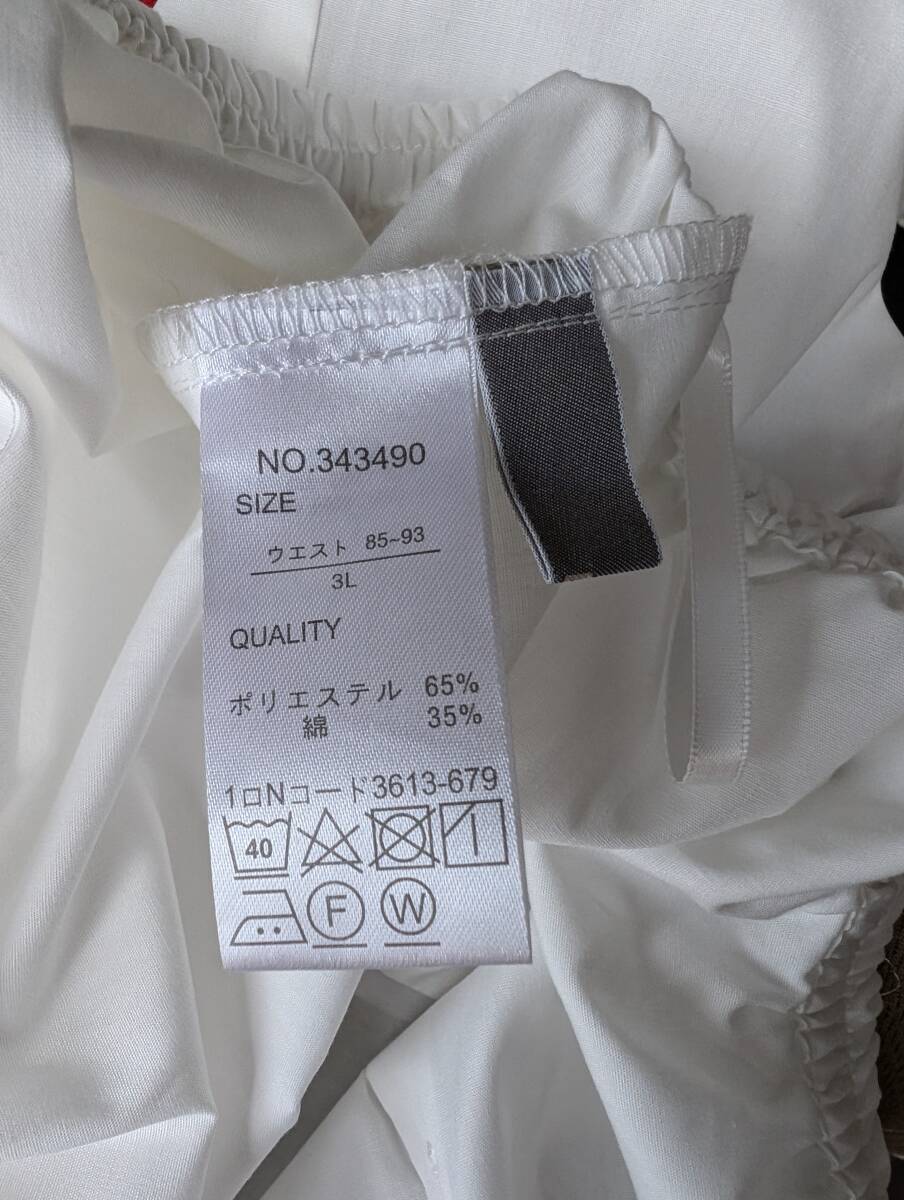 NO.343490
SIZE
ウエスト 85~93
3L
QUALITY
ポリエステル 65%
綿 35%
1ロNコード3613-679
40
F W